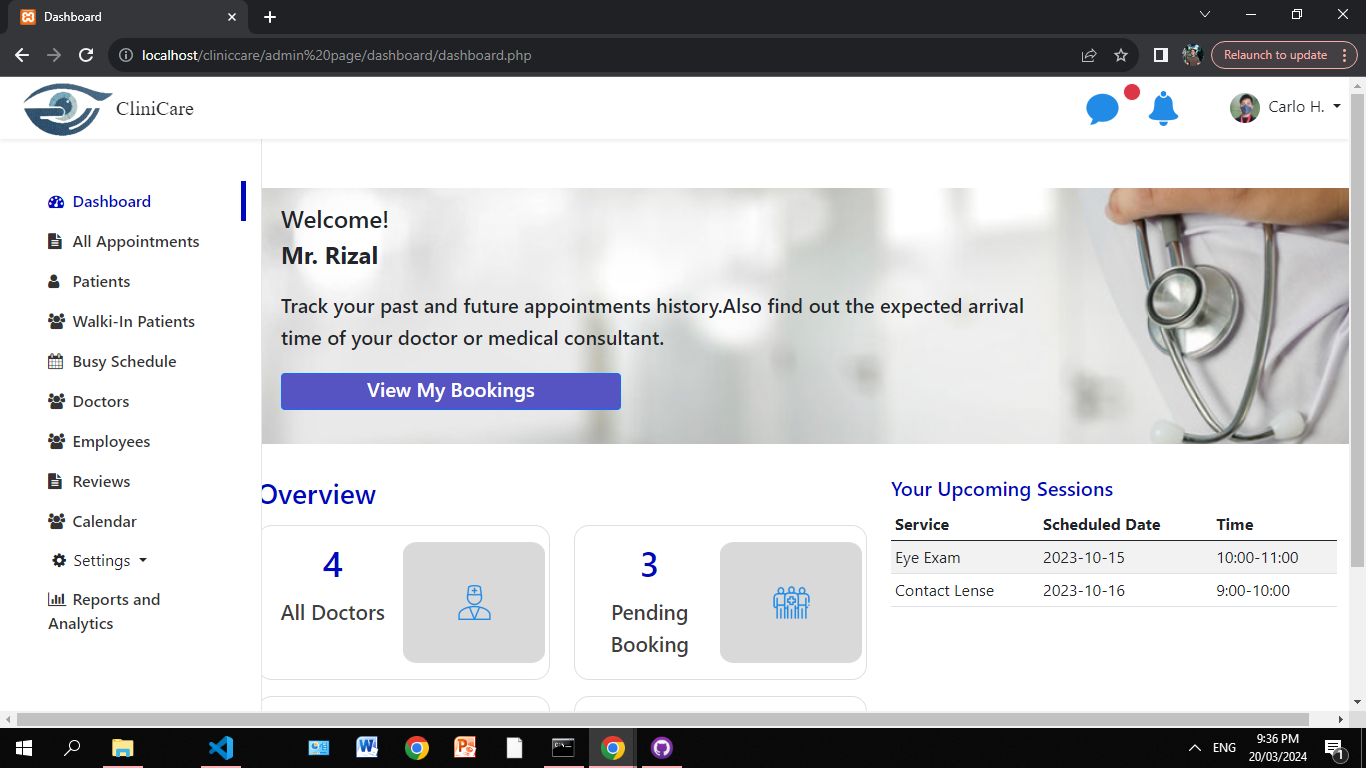 Dashboard
localhost/cliniccare/admin%20page/dashboard/dashboard.php
Relaunch to update
CliniCare
Carlo H.
Dashboard
All Appointments
Patients
Walki-In Patients
Busy Schedule
Doctors
Employees
Reviews
Calendar
Settings
Reports and
Analytics
Welcome!
Mr. Rizal
Track your past and future appointments history.Also find out the expected arrival
time of your doctor or medical consultant.
View My Bookings
Overview
4
All Doctors
3
Pending
Booking
Your Upcoming Sessions
Service Scheduled Date Time
Eye Exam 2023-10-15 10:00-11:00
Contact Lense 2023-10-16 9:00-10:00
ENG
9:36 PM
20/03/2024
1